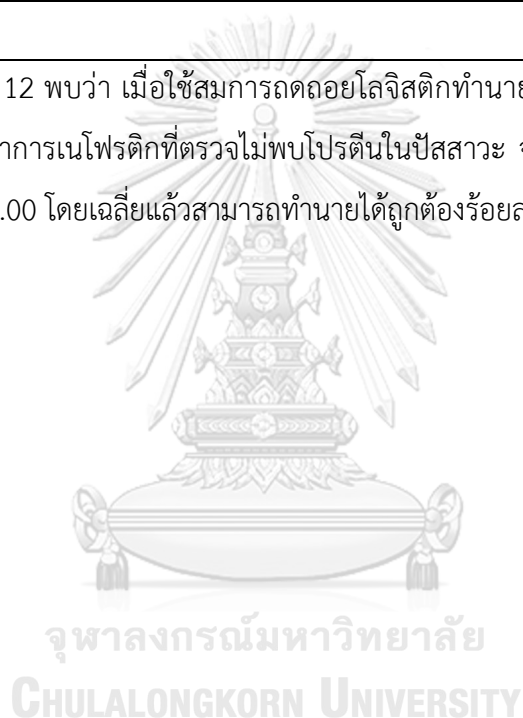 12 พบว่า เมื่อใช้สมการถดถอยโลจิสติกทำนาย
าการเนโฟรติกที่ตรวจไม่พบโปรตีนในปัสสาวะ
.00 โดยเฉลี่ยแล้วสามารถทำนายได้ถูกต้องร้อยล
จุฬาลงกรณ์มหาวิทยาลัย
CHULALONGKORN UNIVERSITY